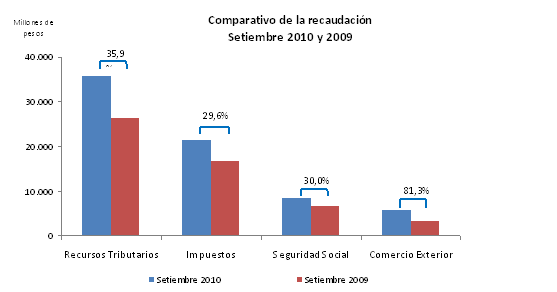 Comparativo de la recaudación
Setiembre 2010 y 2009
Millones de
pesos
40.000
30.000
20.000
10.000
0
35,9
29,6%
30,0%
81,3%
Recursos Tributarios
Impuestos
Seguridad Social
Comercio Exterior
Setiembre 2010
Setiembre 2009